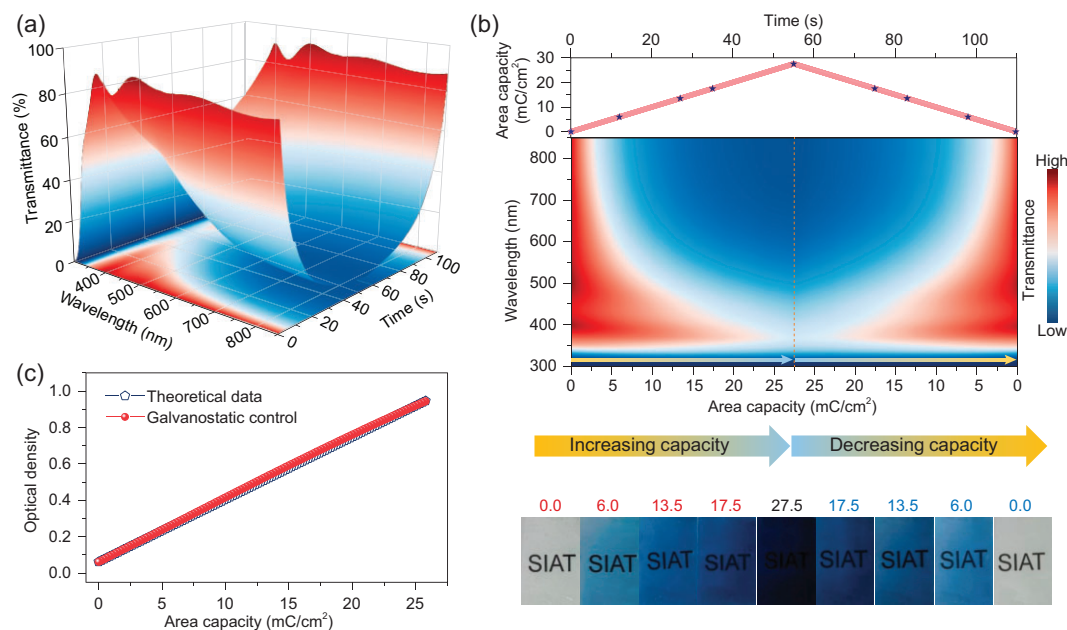 (a)
100
80
60
40
20
0
Transmittance (%)
400
500
600
700
800
Wavelength (nm)
0
20
40
60
80
100
Time (s)
(b)
Time (s)
0 20 40 60 80 100
30
20
10
0
Area capacity
(mC/cm²)
800
700
600
500
400
300
Wavelength (nm)
0 5 10 15 20 25 25 20 15 10 5 0
Area capacity (mC/cm²)
High
Transmittance
Low
Increasing capacity
Decreasing capacity
0.0 6.0 13.5 17.5 27.5 17.5 13.5 6.0 0.0
SIAT SIAT SIAT SIAT SIAT SIAT SIAT SIAT SIAT
(c)
1.0
0.8
0.6
0.4
0.2
0.0
Optical density
Theoretical data
Galvanostatic control
0 5 10 15 20 25
Area capacity (mC/cm²)